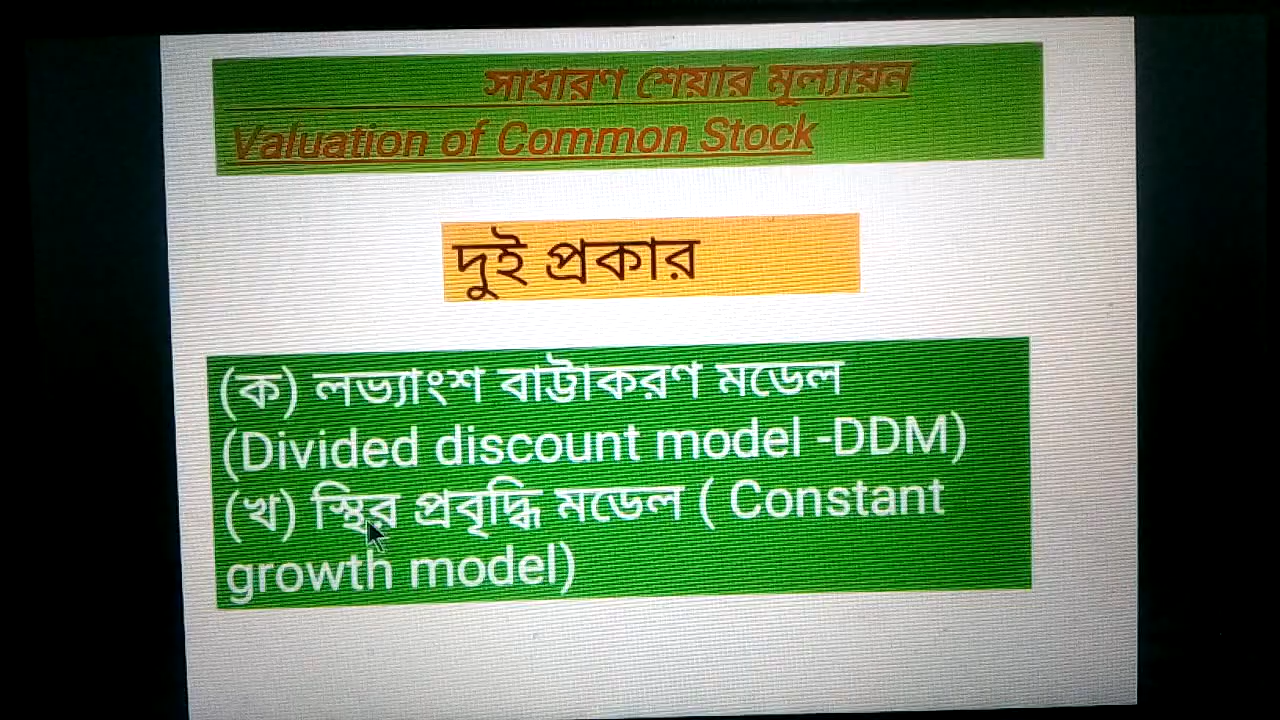 সাধারণ শেয়ার মূল্যায়ন
Valuation of Common Stock
দুই প্রকার
(ক) লভ্যাংশ বাট্টাকরণ মডেল
(Divided discount model -DDM)
(খ) স্থির প্রবৃদ্ধি মডেল ( Constant
growth model)